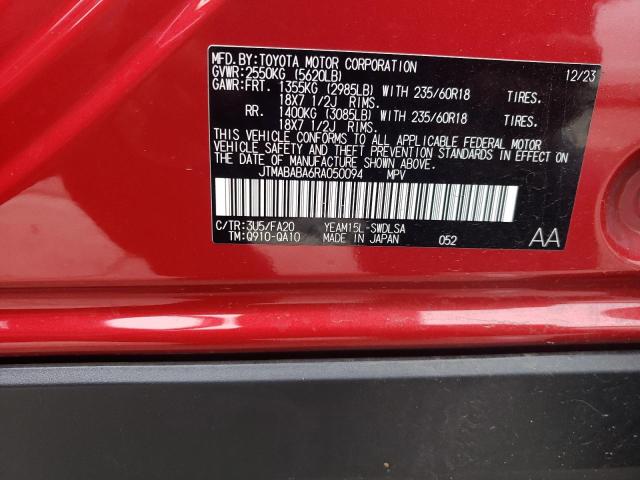 MFD.BY:TOYOTA MOTOR CORPORATION 12/23
GVWR:2550KG (5620LB)
GAWR:FRT. 1355KG (2985LB) WITH 235/60R18 TIRES.
18X7 1/2J RIMS.
RR. 1400KG (3085LB) WITH 235/60R18 TIRES.
18X7 1/2J RIMS.
THIS VEHICLE CONFORMS TO ALL APPLICABLE FEDERAL MOTOR
VEHICLE SAFETY AND THEFT PREVENTION STANDARDS IN EFFECT
ON THE DATE OF MANUFACTURE SHOWN ABOVE.
JTMABABA6RA050094 MPV
C/TR:3U5/FA20 YEAM15L-SWDLSA
TM:Q910-QA10 MADE IN JAPAN 052 AA